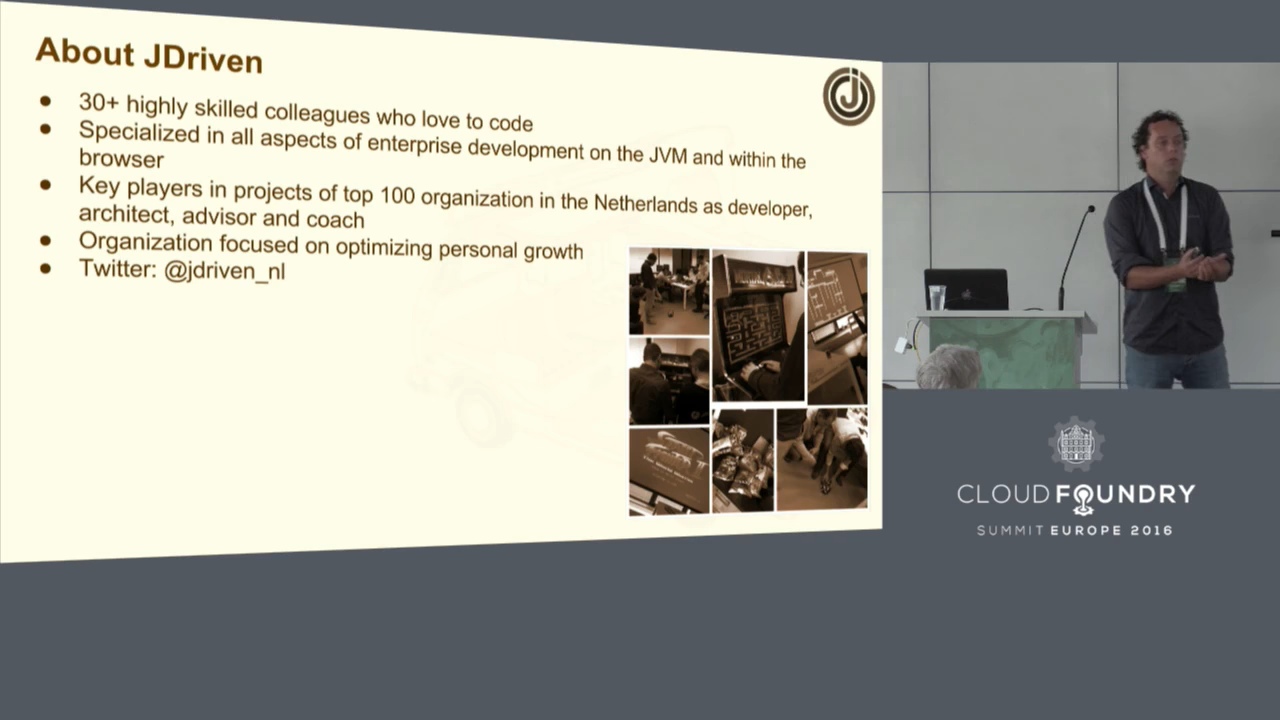 About JDriven
30+ highly skilled colleagues who love to code
Specialized in all aspects of enterprise development on the JVM and within the
browser
Key players in projects of top 100 organization in the Netherlands as developer,
architect, advisor and coach
Organization focused on optimizing personal growth
Twitter: @jdriven_nl
CLOUD FOUNDRY
SUMMIT EUROPE 2016